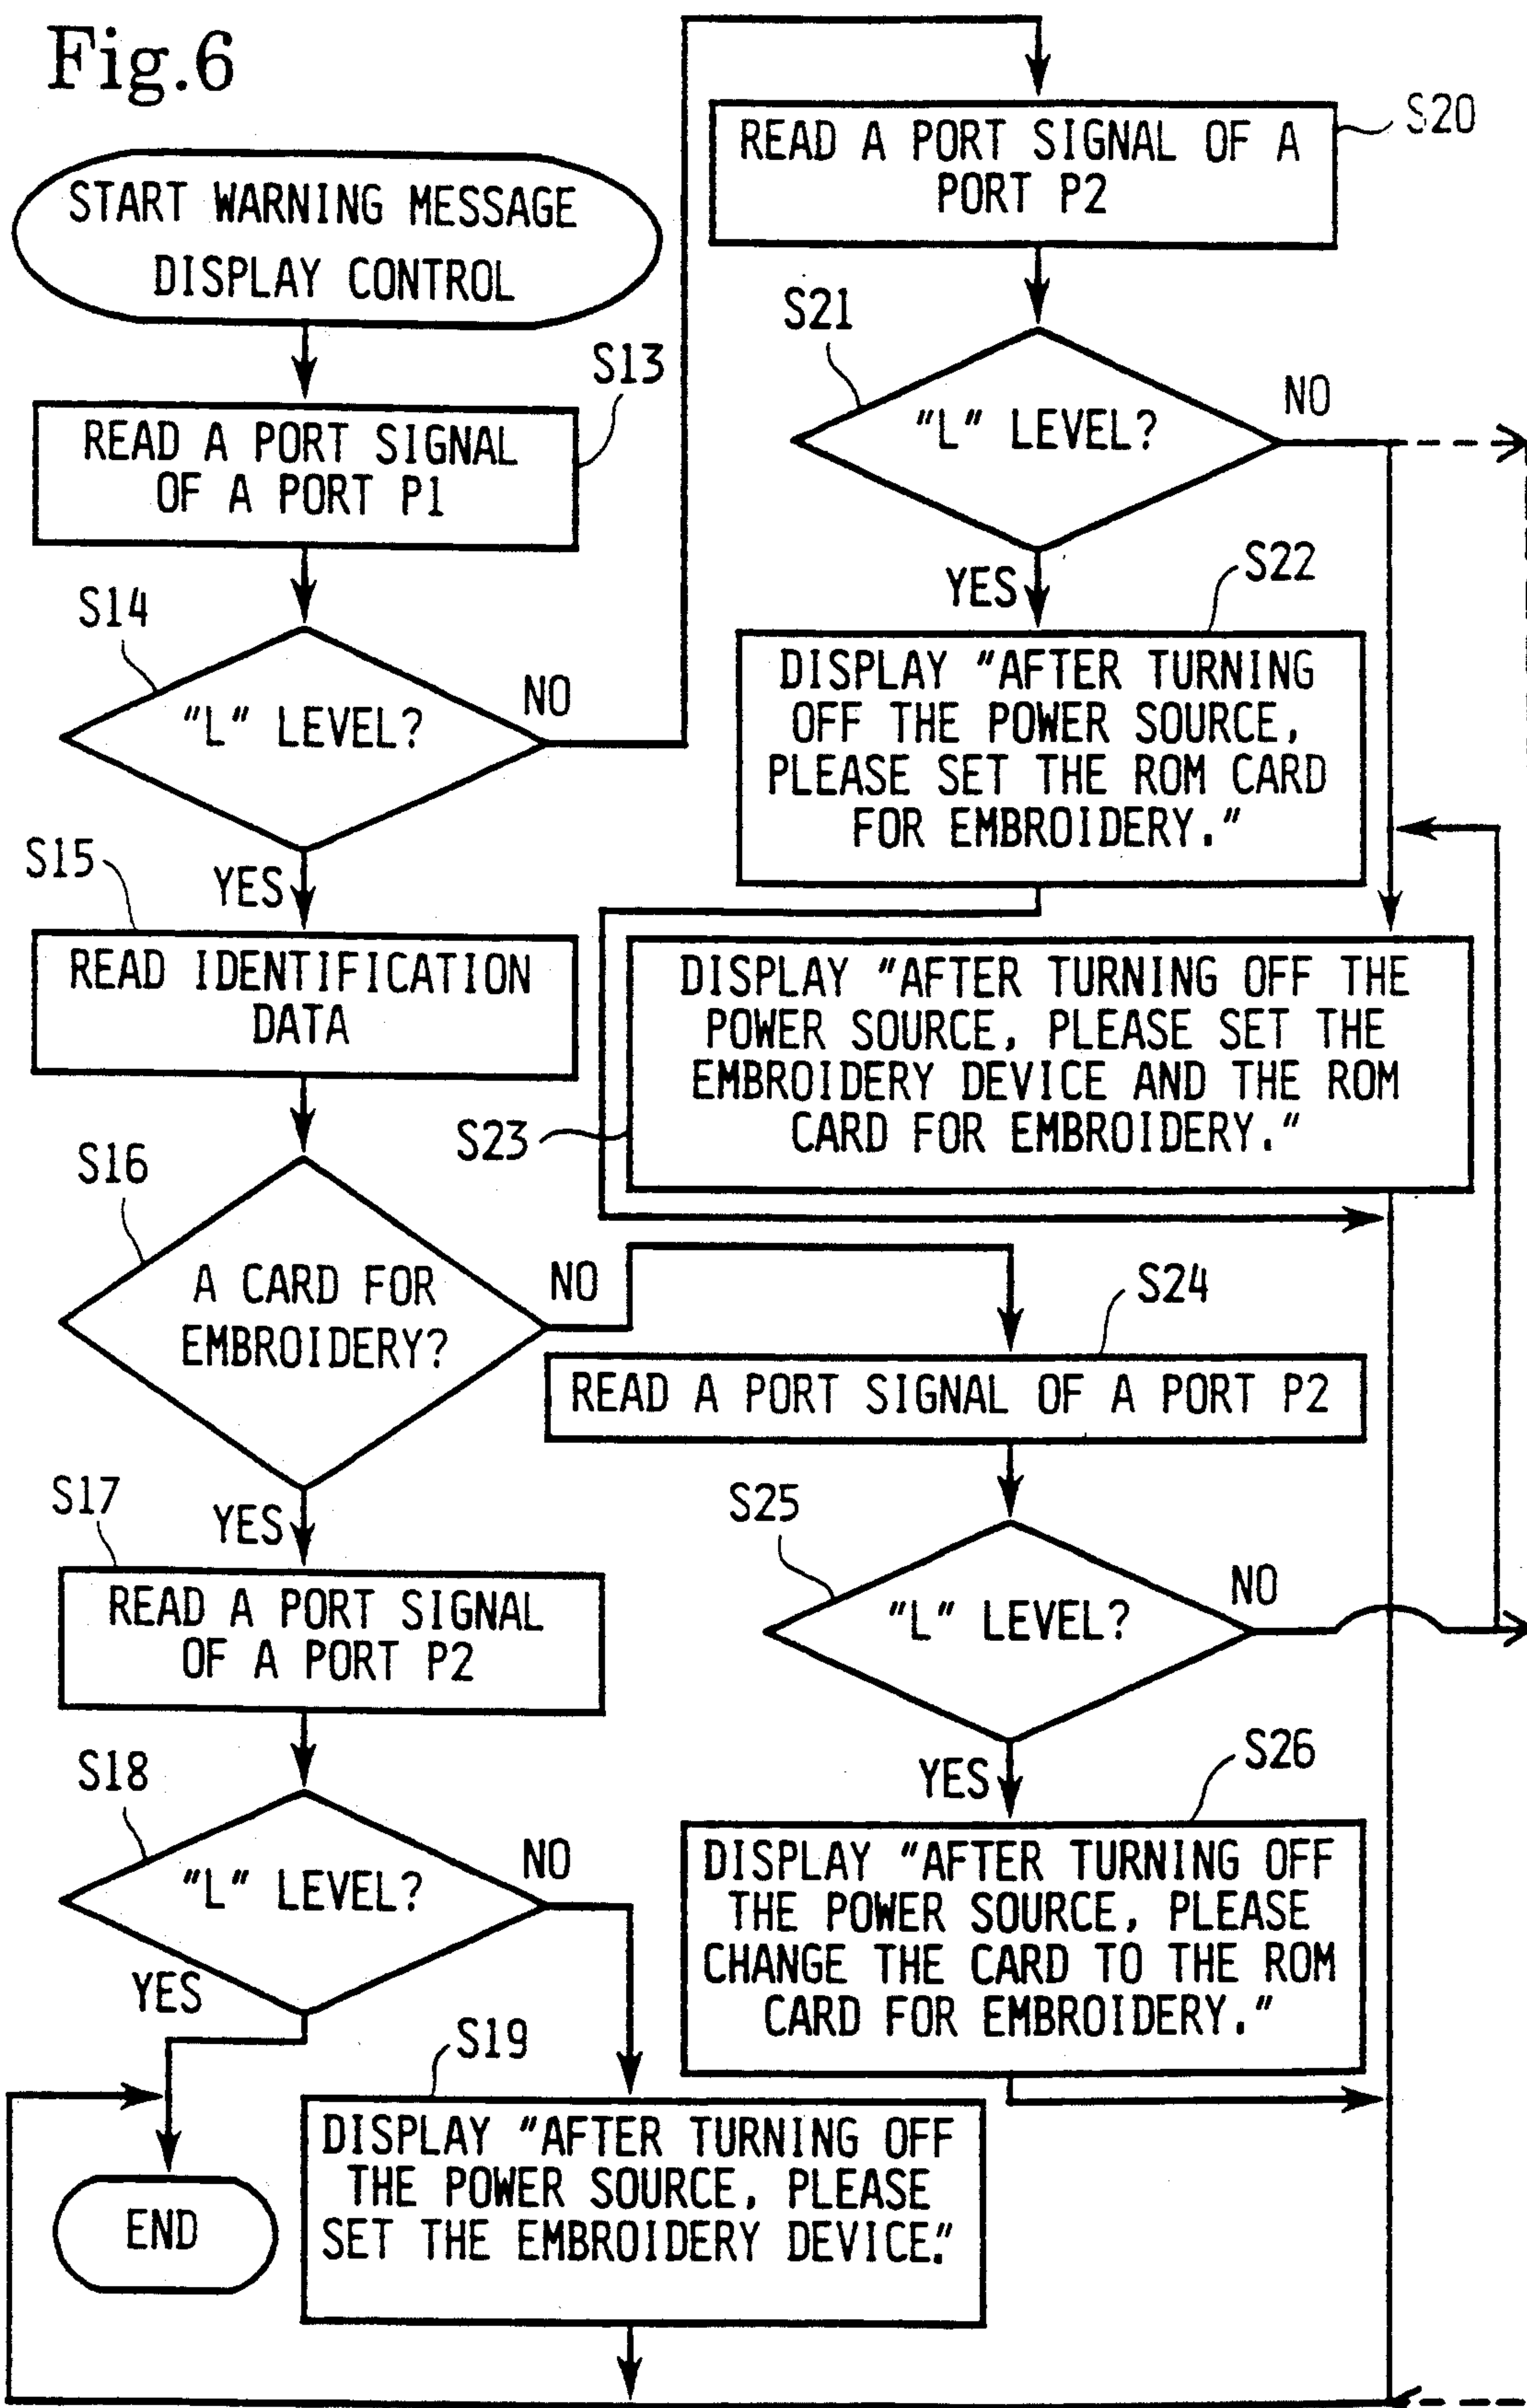 Fig.6
START WARNING MESSAGE
DISPLAY CONTROL
S13
READ A PORT SIGNAL
OF A PORT P1
S14
"L" LEVEL?
NO
YES
S15
READ IDENTIFICATION
DATA
S16
A CARD FOR
EMBROIDERY?
NO
YES
S17
READ A PORT SIGNAL
OF A PORT P2
S18
"L" LEVEL?
NO
YES
S19
DISPLAY "AFTER TURNING OFF
THE POWER SOURCE, PLEASE
SET THE EMBROIDERY DEVICE."
END
S20
READ A PORT SIGNAL OF A
PORT P2
S21
"L" LEVEL?
NO
YES
S22
DISPLAY "AFTER TURNING
OFF THE POWER SOURCE,
PLEASE SET THE ROM CARD
FOR EMBROIDERY."
S23
DISPLAY "AFTER TURNING OFF THE
POWER SOURCE, PLEASE SET THE
EMBROIDERY DEVICE AND THE ROM
CARD FOR EMBROIDERY."
S24
READ A PORT SIGNAL OF A PORT P2
S25
"L" LEVEL?
NO
YES
S26
DISPLAY "AFTER TURNING OFF
THE POWER SOURCE, PLEASE
CHANGE THE CARD TO THE ROM
CARD FOR EMBROIDERY."